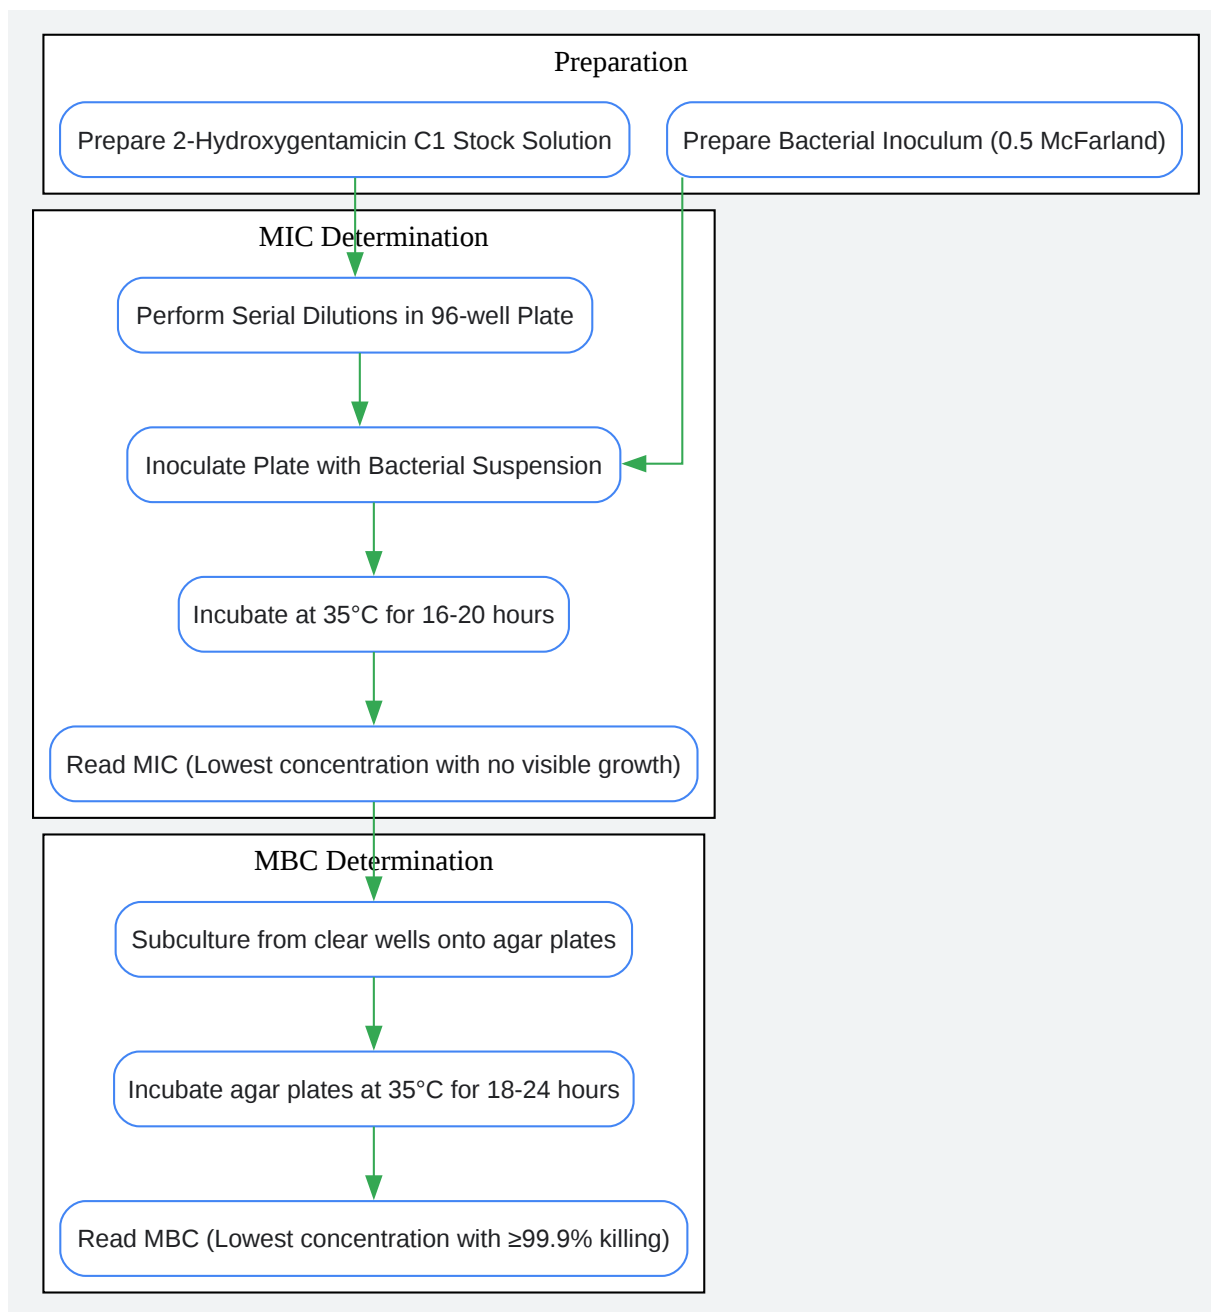 Preparation
Prepare 2-Hydroxygentamicin C1 Stock Solution
Prepare Bacterial Inoculum (0.5 McFarland)
MIC Determination
Perform Serial Dilutions in 96-well Plate
Inoculate Plate with Bacterial Suspension
Incubate at 35°C for 16-20 hours
Read MIC (Lowest concentration with no visible growth)
MBC Determination
Subculture from clear wells onto agar plates
Incubate agar plates at 35°C for 18-24 hours
Read MBC (Lowest concentration with ≥99.9% killing)